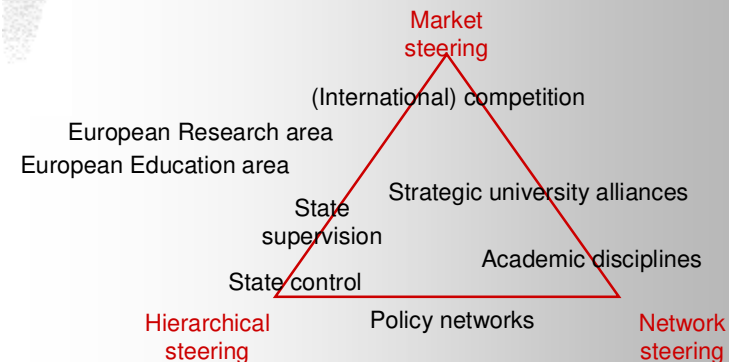 Market
steering
(International) competition
European Research area
European Education area
Strategic university alliances
State
supervision
Academic disciplines
State control
Policy networks
Hierarchical
steering
Network
steering